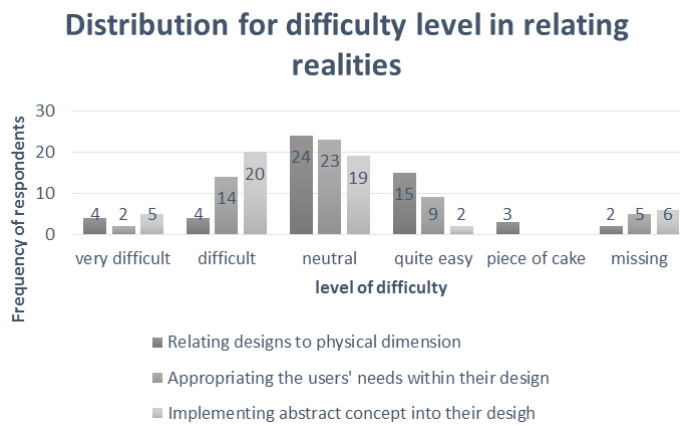 Distribution for difficulty level in relating
realities
Frequency of respondents
30
20
10
0
4 2 5
4 14 20
24 23 19
15 9 2
3
2 5 6
very difficult difficult neutral quite easy piece of cake missing
level of difficulty
Relating designs to physical dimension
Appropriating the users' needs within their design
Implementing abstract concept into their desigh